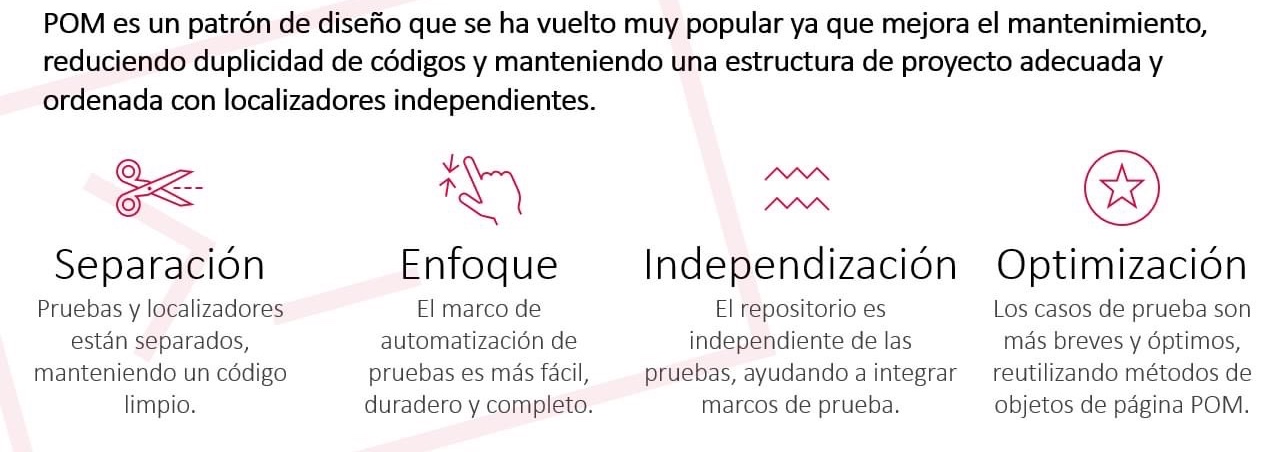 POM es un patrón de diseño que se ha vuelto muy popular ya que mejora el mantenimiento,
reduciendo duplicidad de códigos y manteniendo una estructura de proyecto adecuada y
ordenada con localizadores independientes.
Separación
Pruebas y localizadores
están separados,
manteniendo un código
limpio.
Enfoque
El marco de
automatización de
pruebas es más fácil,
duradero y completo.
Independización
El repositorio es
independiente de las
pruebas, ayudando a integrar
marcos de prueba.
Optimización
Los casos de prueba son
más breves y óptimos,
reutilizando métodos de
objetos de página POM.